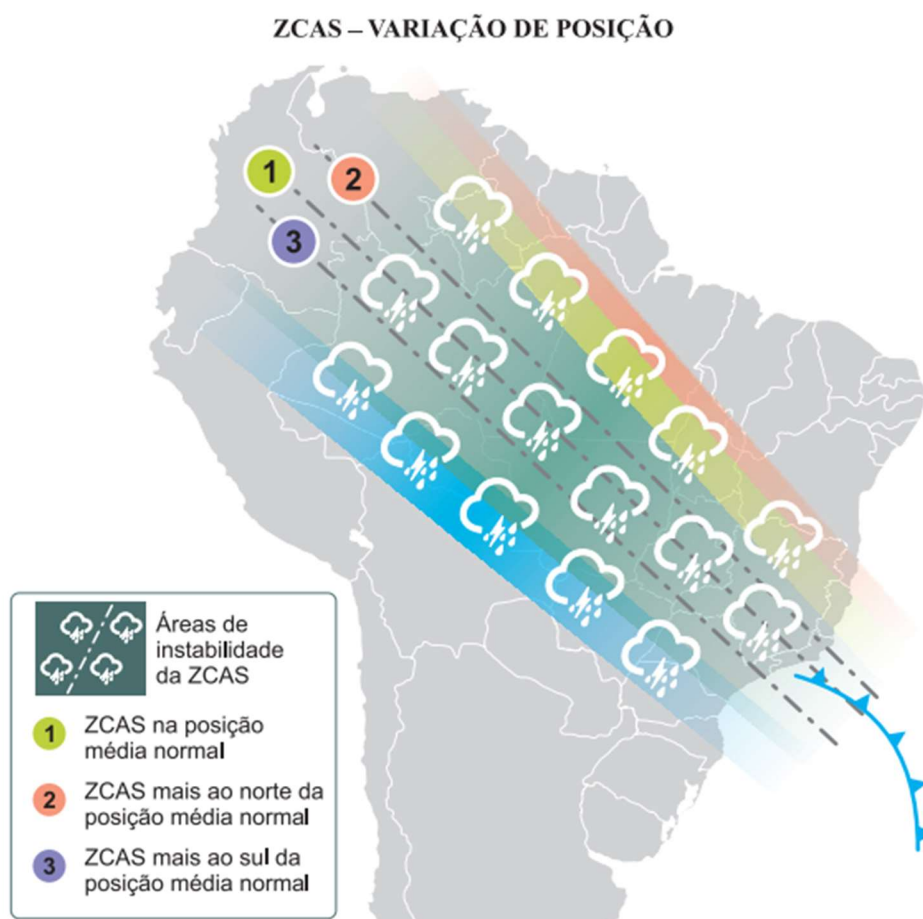 ZCAS – VARIAÇÃO DE POSIÇÃO
1
2
3
Áreas de
instabilidade
da ZCAS
1
ZCAS na posição
média normal
2
ZCAS mais ao norte da
posição média normal
3
ZCAS mais ao sul da
posição média normal